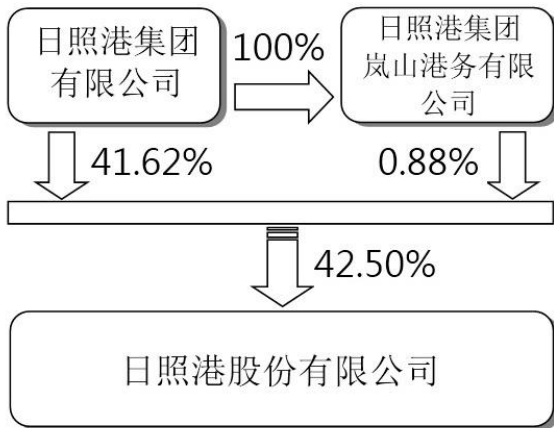 日照港集团
有限公司
100%
日照港集团
岚山港务有限
公司
41.62%
0.88%
42.50%
日照港股份有限公司